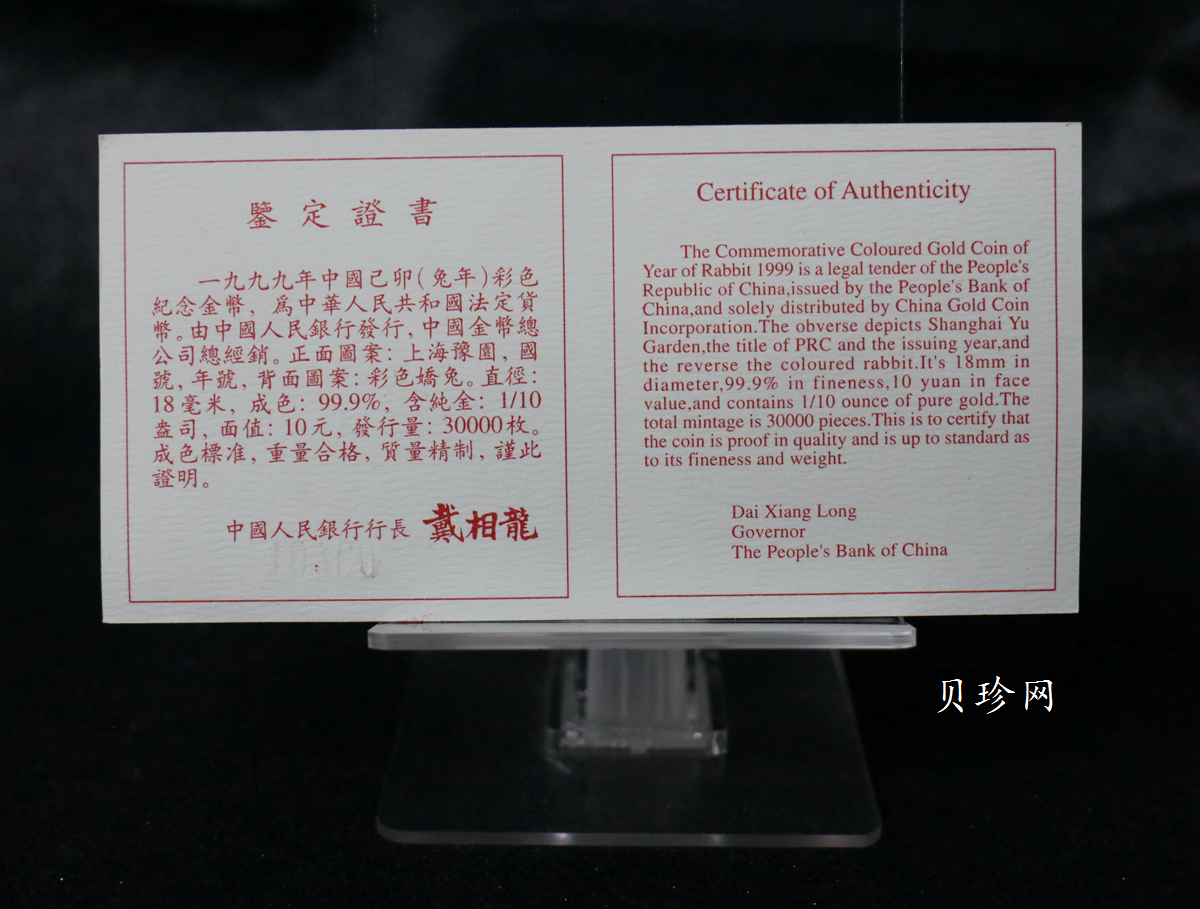 鑒定證書
一九九九年中國己卯(兔年)彩色
紀念金幣, 爲中華人民共和國法定貨
幣。由中國人民銀行發行, 中國金幣總
公司總經銷。正面圖案: 上海豫園, 國
號, 年號, 背面圖案: 彩色嬌兔。直徑:
18毫米, 成色: 99.9%, 含純金: 1/10
盎司, 面值: 10元, 發行量: 30000枚。
成色標准, 重量合格, 質量精制, 謹此
證明。
中國人民銀行行長 戴相龍
Certificate of Authenticity
The Commemorative Coloured Gold Coin of
Year of Rabbit 1999 is a legal tender of the People's
Republic of China,issued by the People's Bank of
China,and solely distributed by China Gold Coin
Incorporation.The obverse depicts Shanghai Yu
Garden,the title of PRC and the issuing year,and
the reverse the coloured rabbit.It's 18mm in
diameter,99.9% in fineness,10 yuan in face
value,and contains 1/10 ounce of pure gold.The
total mintage is 30000 pieces.This is to certify that
the coin is proof in quality and is up to standard as
to its fineness and weight.
Dai Xiang Long
Governor
The People's Bank of China
贝珍网